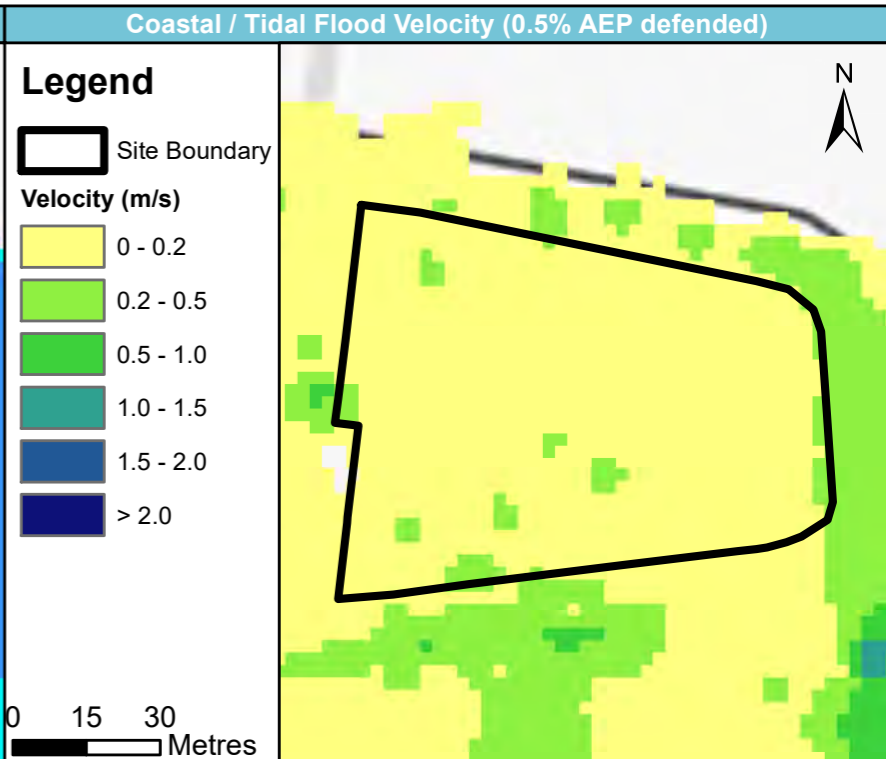 Coastal / Tidal Flood Velocity (0.5% AEP defended)
Legend
Site Boundary
Velocity (m/s)
0 - 0.2
0.2 - 0.5
0.5 - 1.0
1.0 - 1.5
1.5 - 2.0
> 2.0
0 15 30
Metres
N